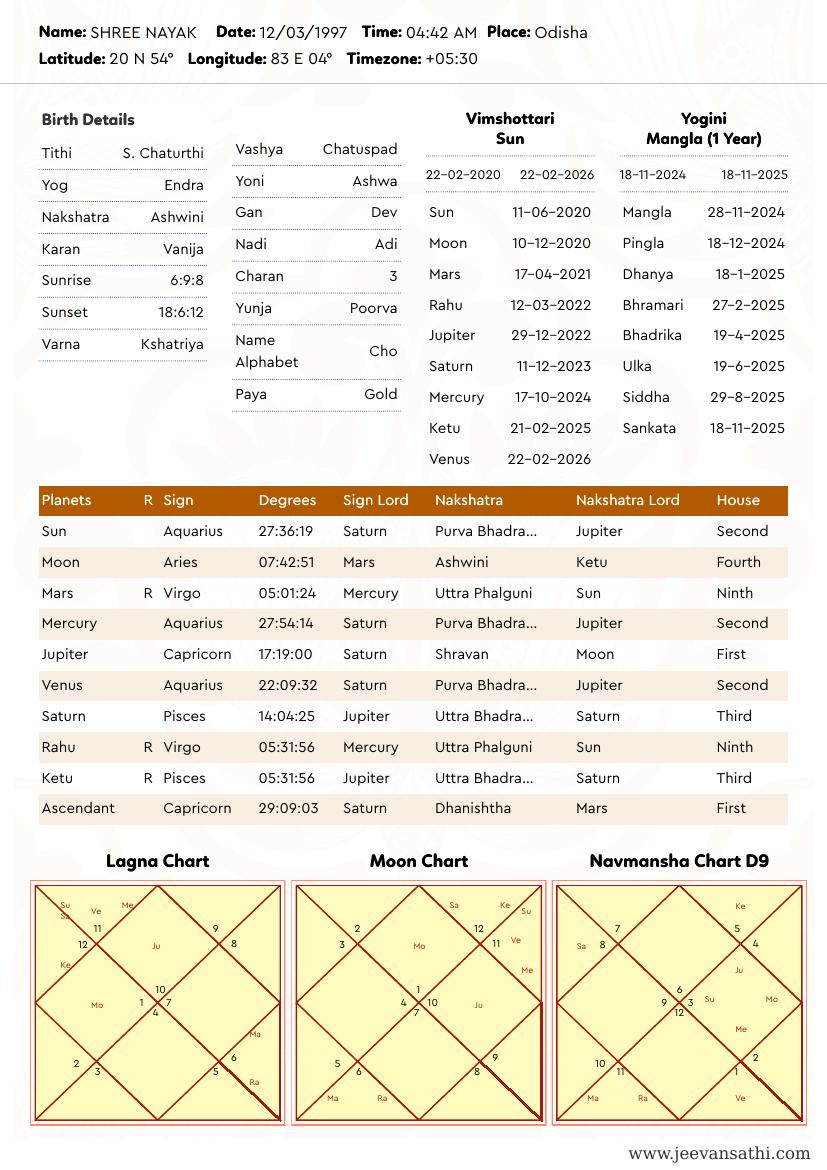 Name: SHREE NAYAK Date: 12/03/1997 Time: 04:42 AM Place: Odisha
Latitude: 20 N 54° Longitude: 83 E 04° Timezone: +05:30
Birth Details
Tithi S. Chaturthi
Yog Endra
Nakshatra Ashwini
Karan Vanija
Sunrise 6:9:8
Sunset 18:6:12
Varna Kshatriya
Vashya Chatuspad
Yoni Ashwa
Gan Dev
Nadi Adi
Charan 3
Yunja Poorva
Name Alphabet Cho
Paya Gold
Vimshottari
Sun
22-02-2020 22-02-2026
Sun 11-06-2020
Moon 10-12-2020
Mars 17-04-2021
Rahu 12-03-2022
Jupiter 29-12-2022
Saturn 11-12-2023
Mercury 17-10-2024
Ketu 21-02-2025
Venus 22-02-2026
Yogini
Mangla (1 Year)
18-11-2024 18-11-2025
Mangla 28-11-2024
Pingla 18-12-2024
Dhanya 18-1-2025
Bhramari 27-2-2025
Bhadrika 19-4-2025
Ulka 19-6-2025
Siddha 29-8-2025
Sankata 18-11-2025
Planets R Sign Degrees Sign Lord Nakshatra Nakshatra Lord House
Sun Aquarius 27:36:19 Saturn Purva Bhadra... Jupiter Second
Moon Aries 07:42:51 Mars Ashwini Ketu Fourth
Mars R Virgo 05:01:24 Mercury Uttra Phalguni Sun Ninth
Mercury Aquarius 27:54:14 Saturn Purva Bhadra... Jupiter Second
Jupiter Capricorn 17:19:00 Saturn Shravan Moon First
Venus Aquarius 22:09:32 Saturn Purva Bhadra... Jupiter Second
Saturn Pisces 14:04:25 Jupiter Uttra Bhadra... Saturn Third
Rahu R Virgo 05:31:56 Mercury Uttra Phalguni Sun Ninth
Ketu R Pisces 05:31:56 Jupiter Uttra Bhadra... Saturn Third
Ascendant Capricorn 29:09:03 Saturn Dhanishtha Mars First
Lagna Chart
Su Ve Me
Sa
11 9
12 Ju 8
Ke
10
Mo 1 7
4
Ma
2 6
3 5
Ra
Moon Chart
Sa Ke Su
2 12
3 Mo 11 Ve
Me
1
4 10 Ju
7
9
5
6 8
Ma Ra
Navmansha Chart D9
Ke
7 5
Sa 8 4
Ju
6
9 3 Su Mo
12
Me
2
10
11 1
Ma Ra Ve
www.jeevansathi.com